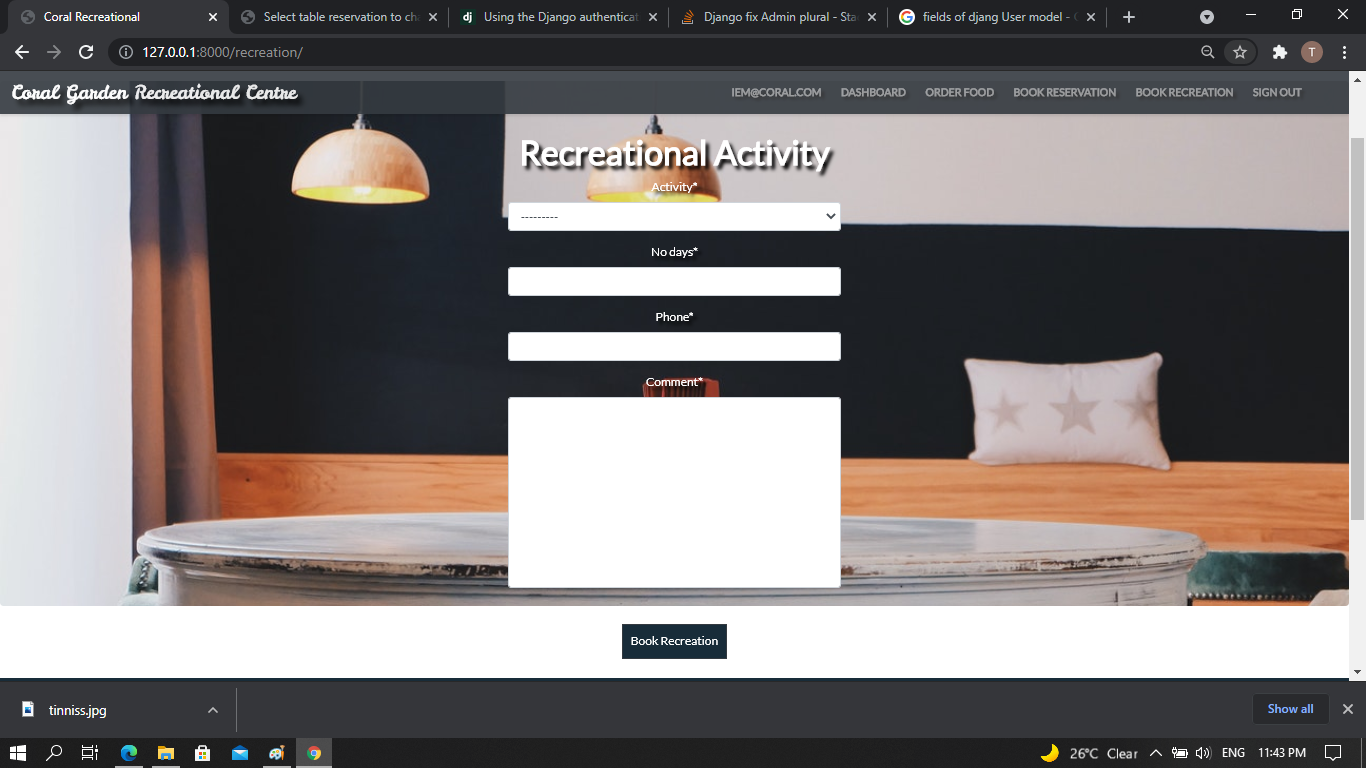 Coral Recreational
Select table reservation to cha
Using the Django authenticat
Django fix Admin plural - Sta
fields of djang User model - G
127.0.0.1:8000/recreation/
T
Coral Garden Recreational Centre
IEM@CORAL.COM DASHBOARD ORDER FOOD BOOK RESERVATION BOOK RECREATION SIGN OUT
Recreational Activity
Activity*
---------
No days*
Phone*
Comment*
Book Recreation
tinniss.jpg
Show all
26°C Clear
ENG
11:43 PM